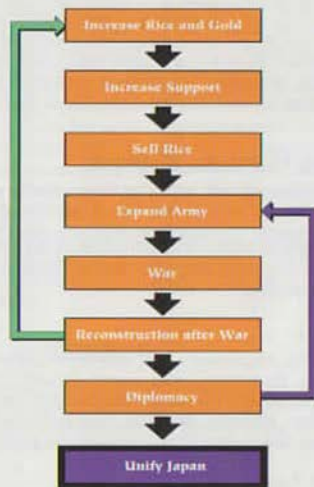 Increase Rice and Gold
Increase Support
Sell Rice
Expand Army
War
Reconstruction after War
Diplomacy
Unify Japan